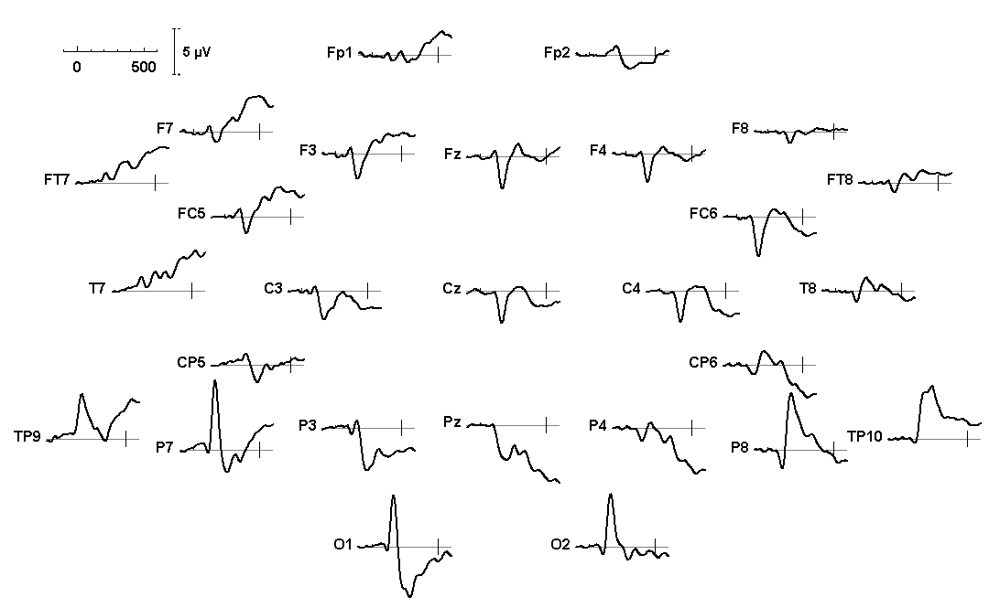 5 µV
0 500
Fp1 Fp2
F7 F3 Fz F4 F8
FT7 FT8
FC5 FC6
T7 C3 Cz C4 T8
CP5 CP6
TP9 P7 P3 Pz P4 P8 TP10
O1 O2